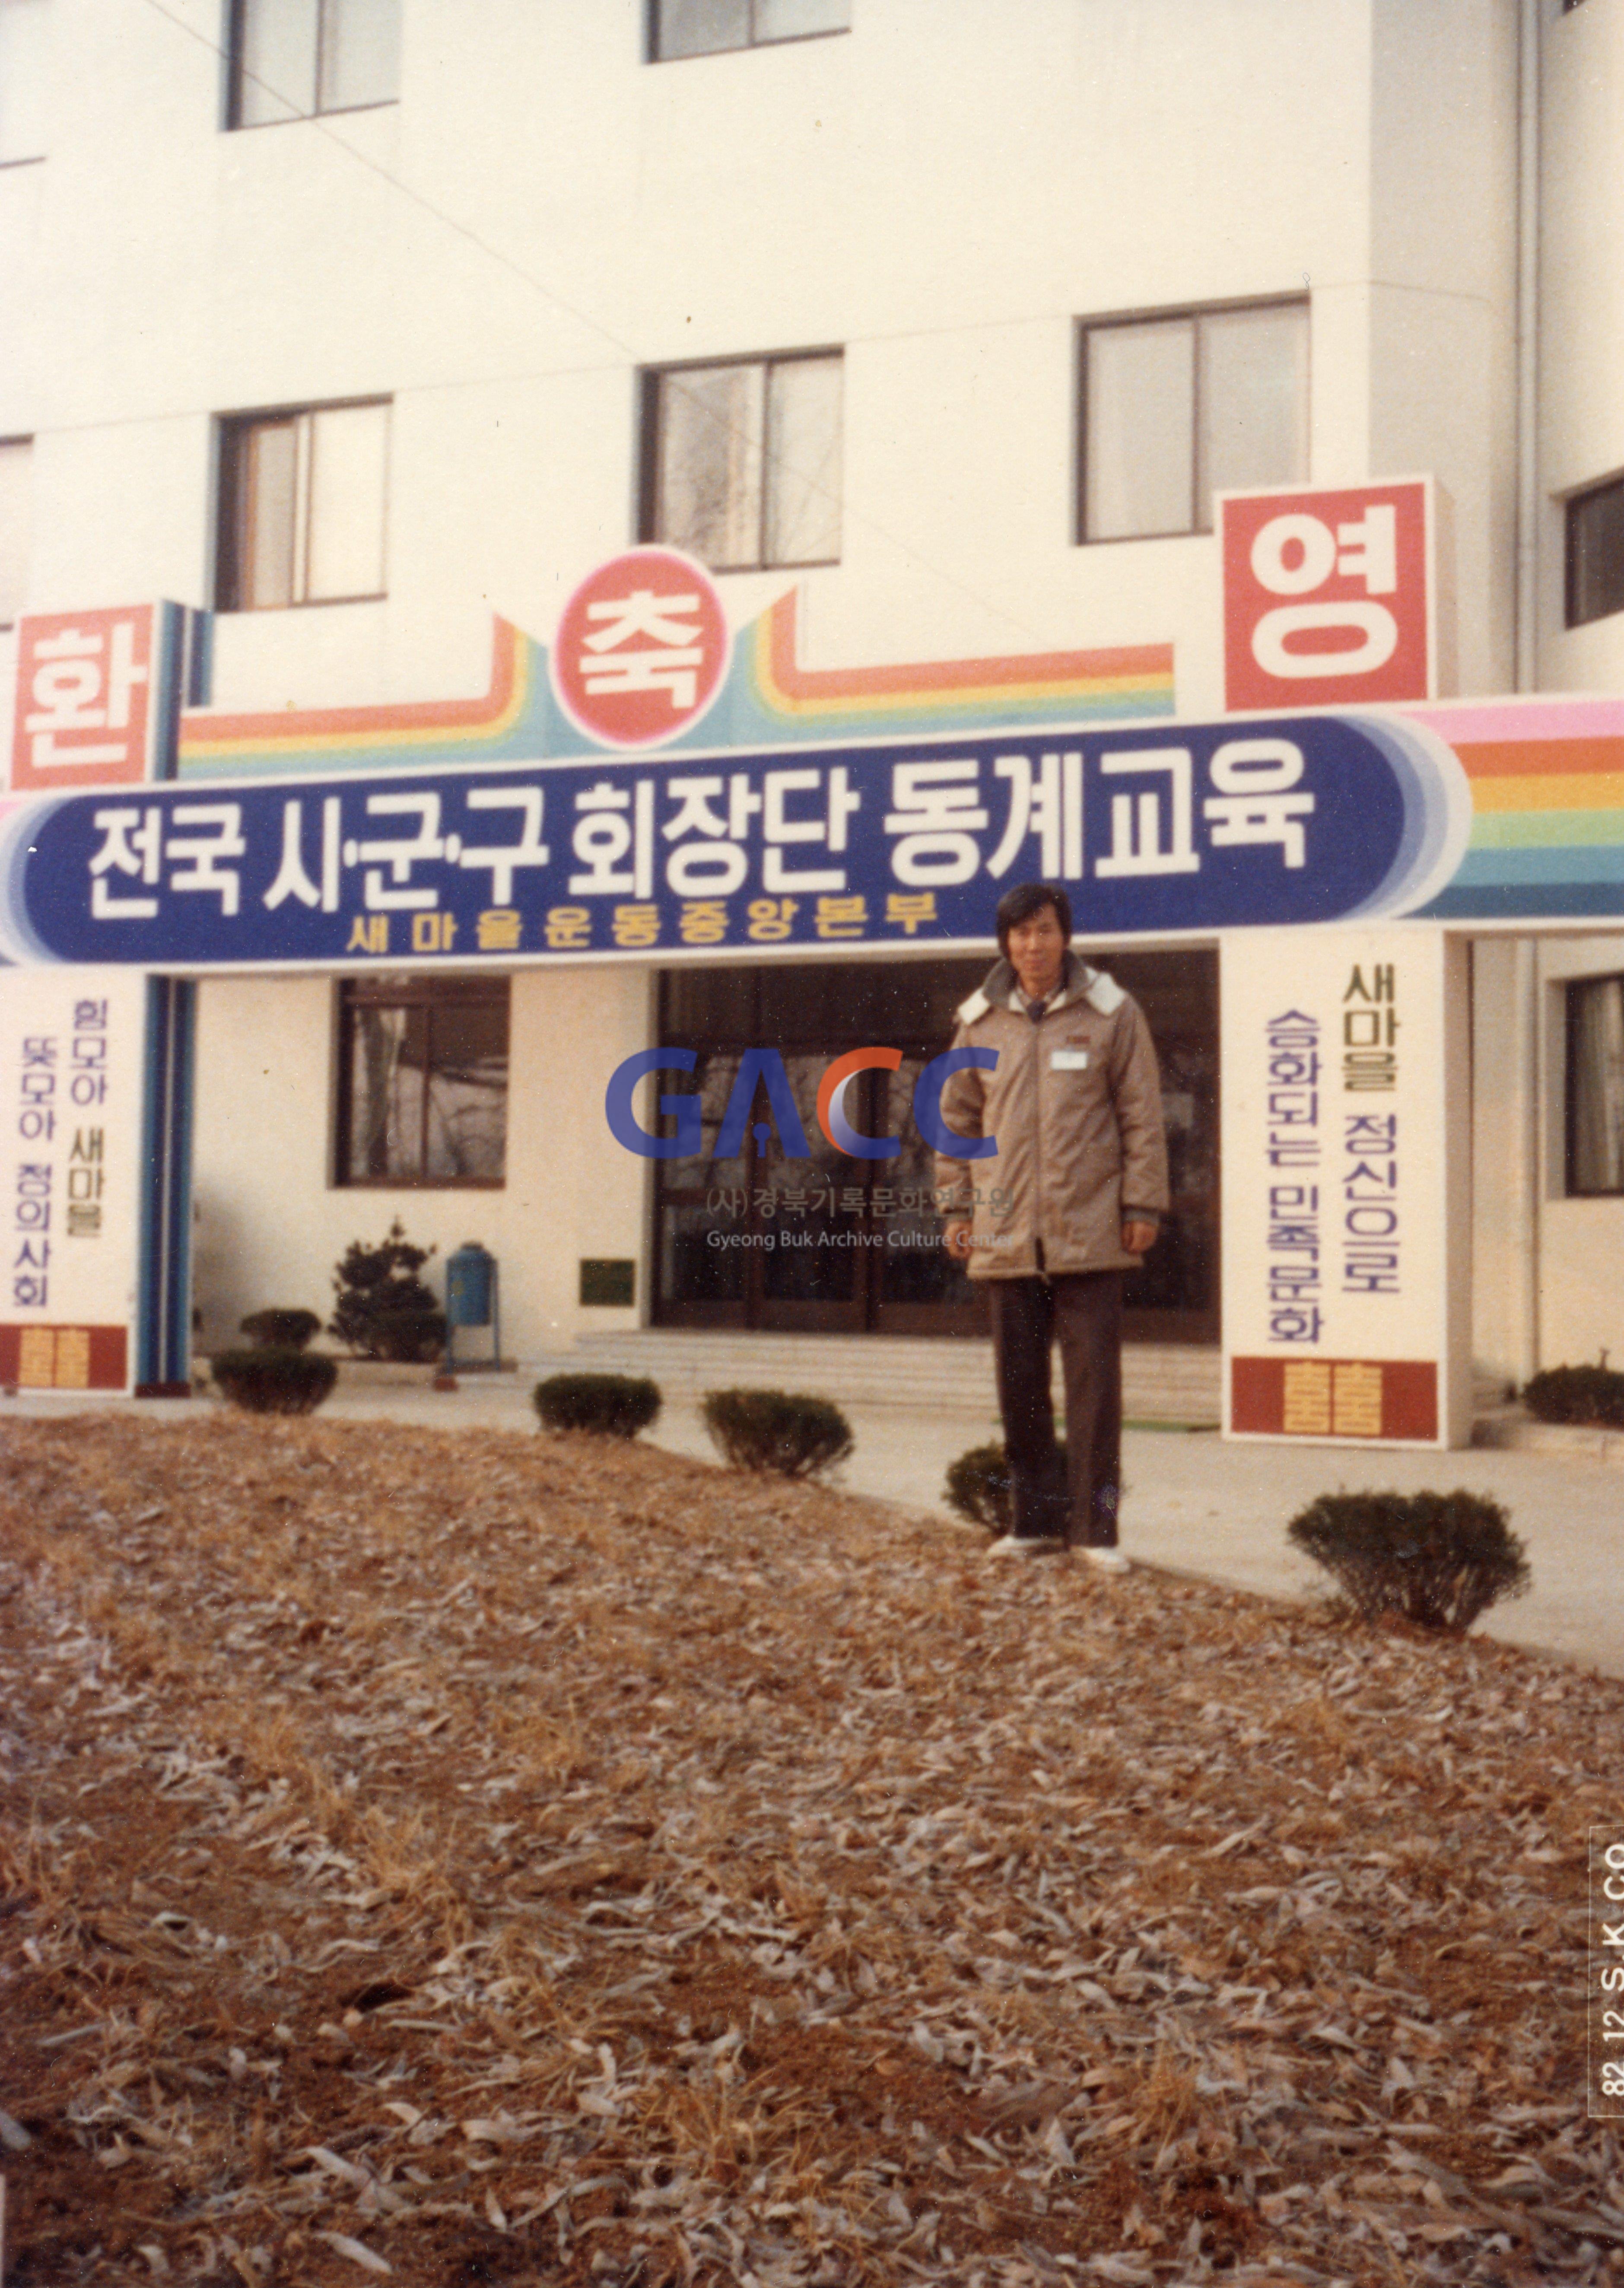 환
축
영
전국 시·군·구 회장단 동계교육
새마을운동중앙본부
힘모아 새마을
뜻모아 정의사회
새마을 정신으로
승화되는 민족문화
GACC
(사)경북기록문화연구원
Gyeong Buk Archive Culture Center
82.12 S.K.CO